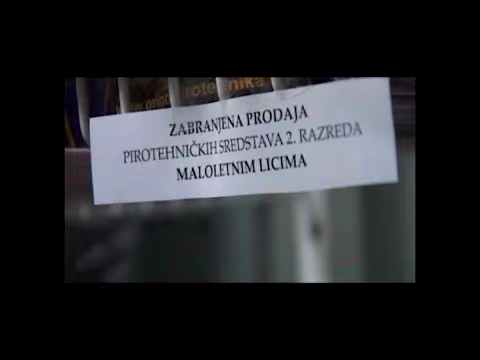 ZABRANJENA PRODAJA
PIROTEHNIČKIH SREDSTAVA 2. RAZREDA
MALOLETNIM LICIMA